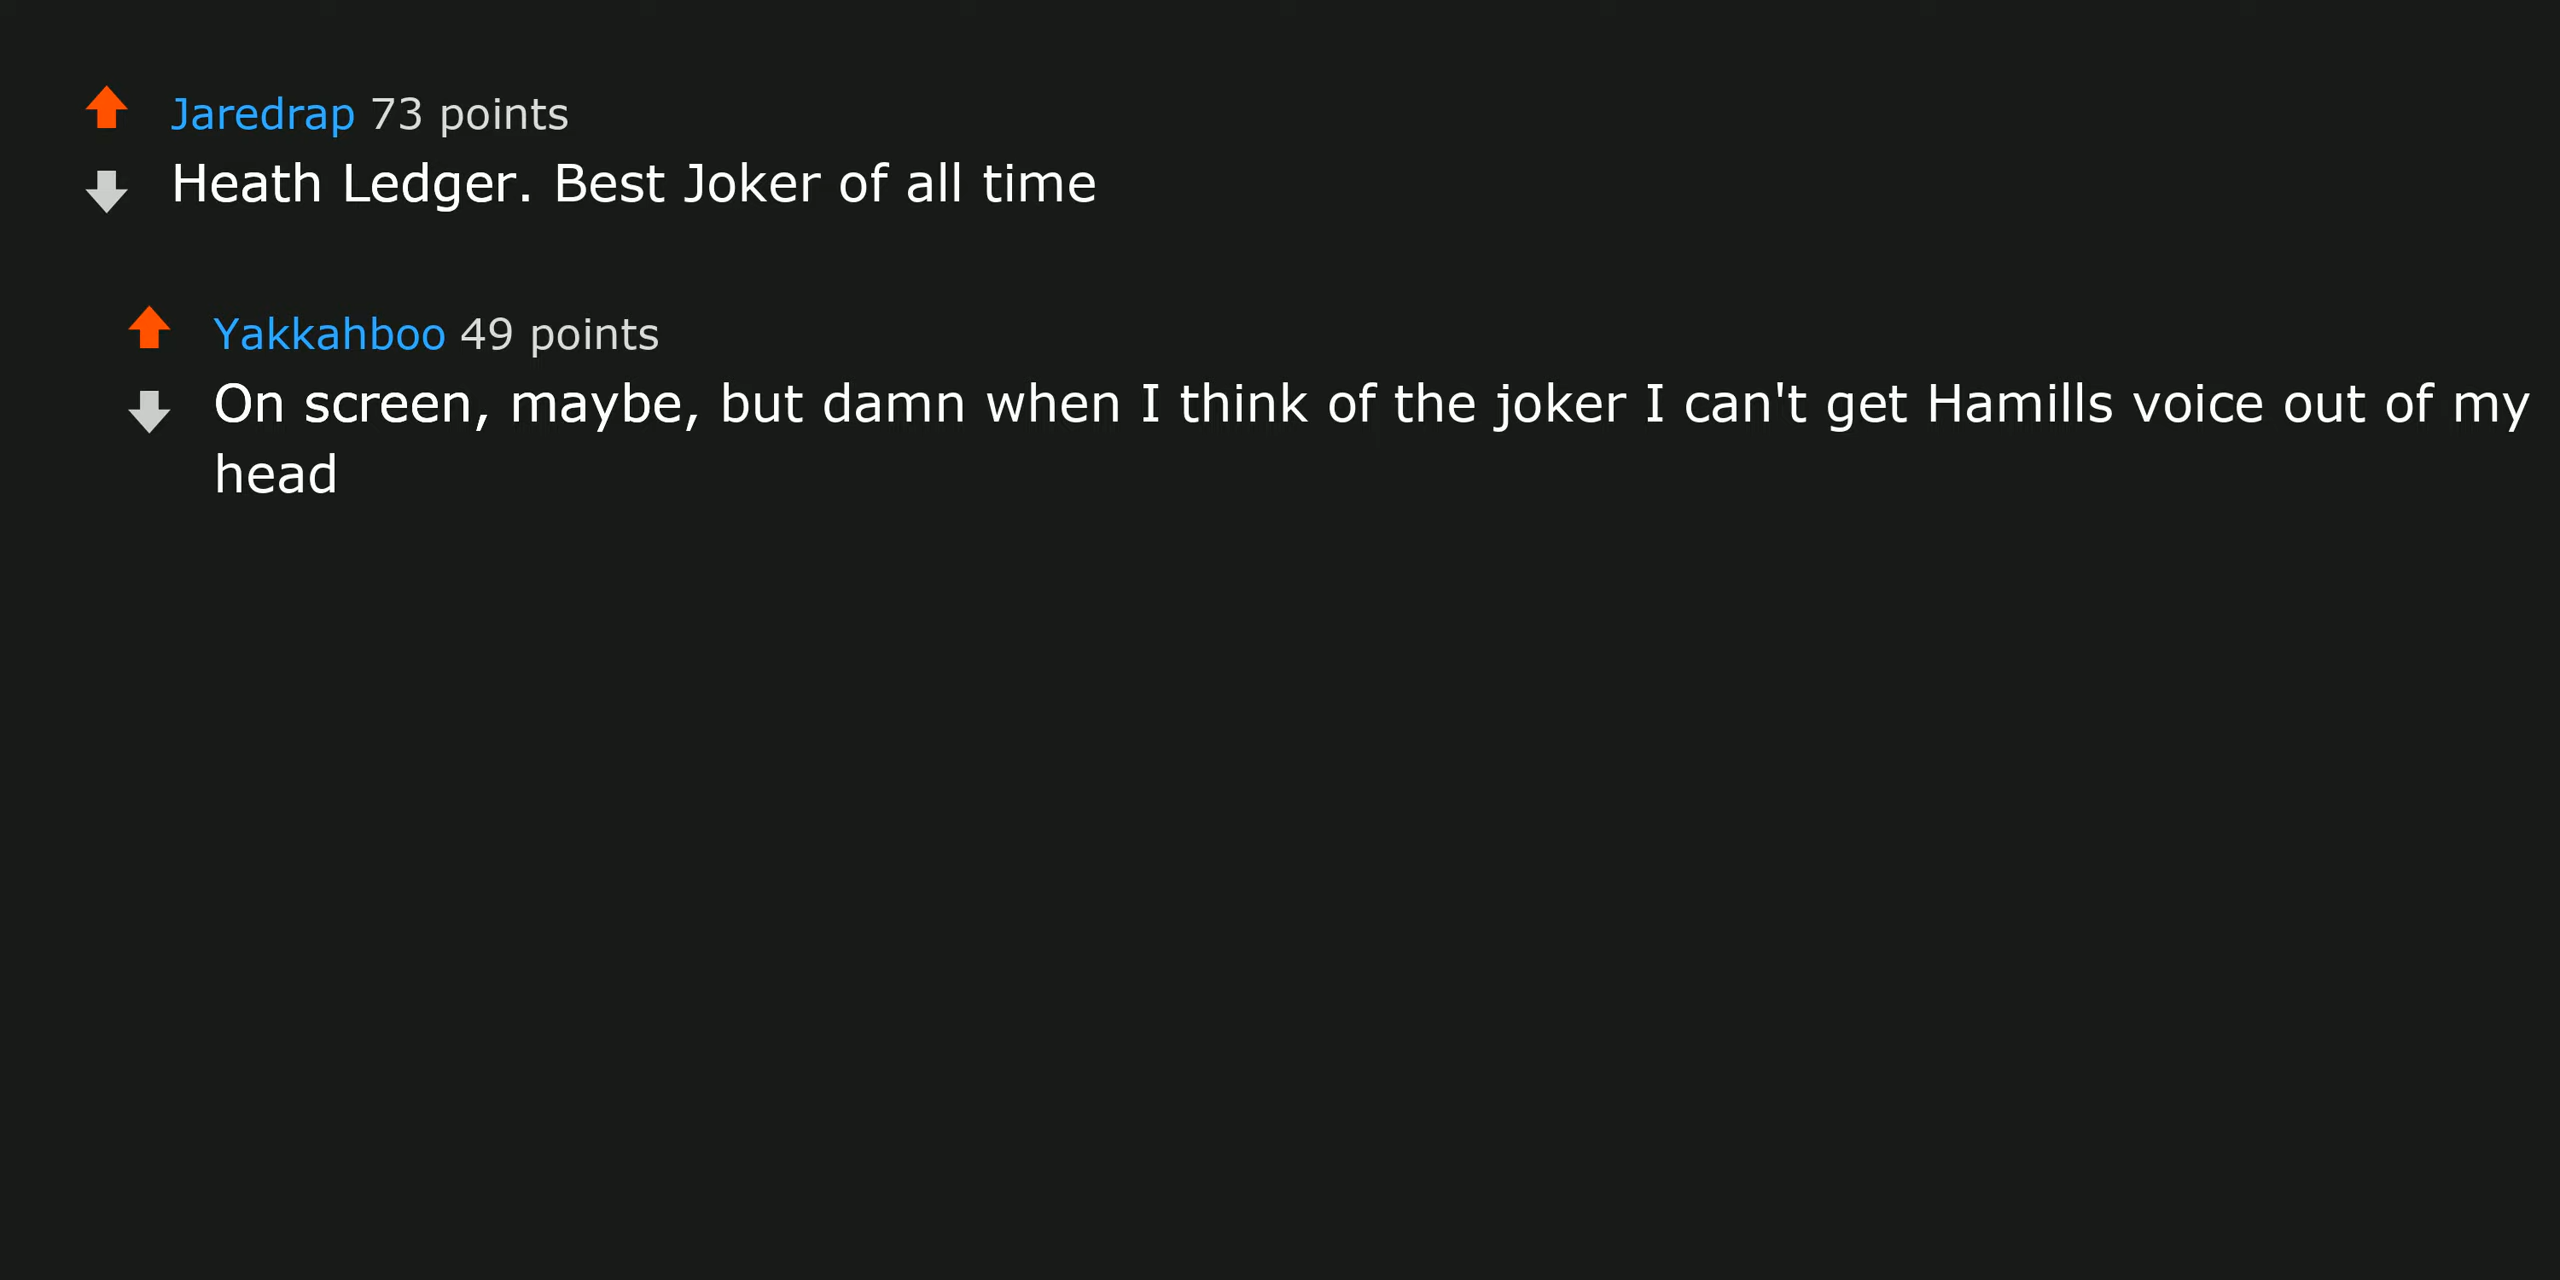 Jaredrap 73 points
Heath Ledger. Best Joker of all time
Yakkahboo 49 points
On screen, maybe, but damn when I think of the joker I can't get Hamills voice out of my
head